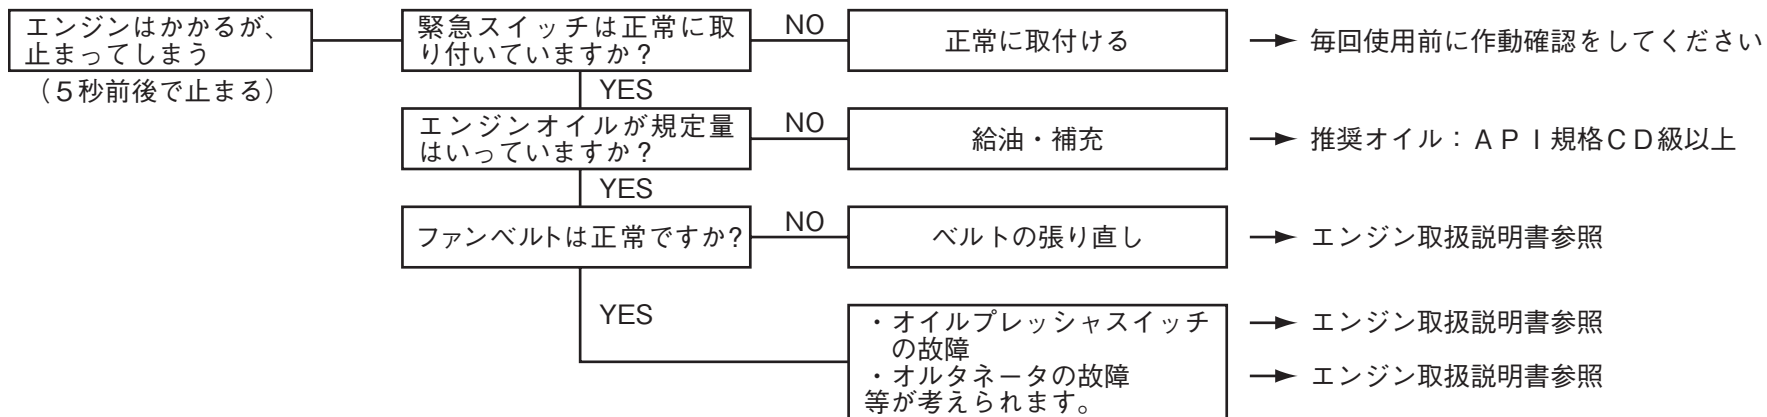 エンジンはかかるが、
止まってしまう
（５秒前後で止まる）
緊急スイッチは正常に取
り付いていますか？
NO
正常に取付ける
毎回使用前に作動確認をしてください
YES
エンジンオイルが規定量
はいっていますか？
NO
給油・補充
推奨オイル：ＡＰＩ規格ＣＤ級以上
YES
ファンベルトは正常ですか?
NO
ベルトの張り直し
エンジン取扱説明書参照
YES
・オイルプレッシャスイッチ
の故障
・オルタネータの故障
等が考えられます。
エンジン取扱説明書参照
エンジン取扱説明書参照